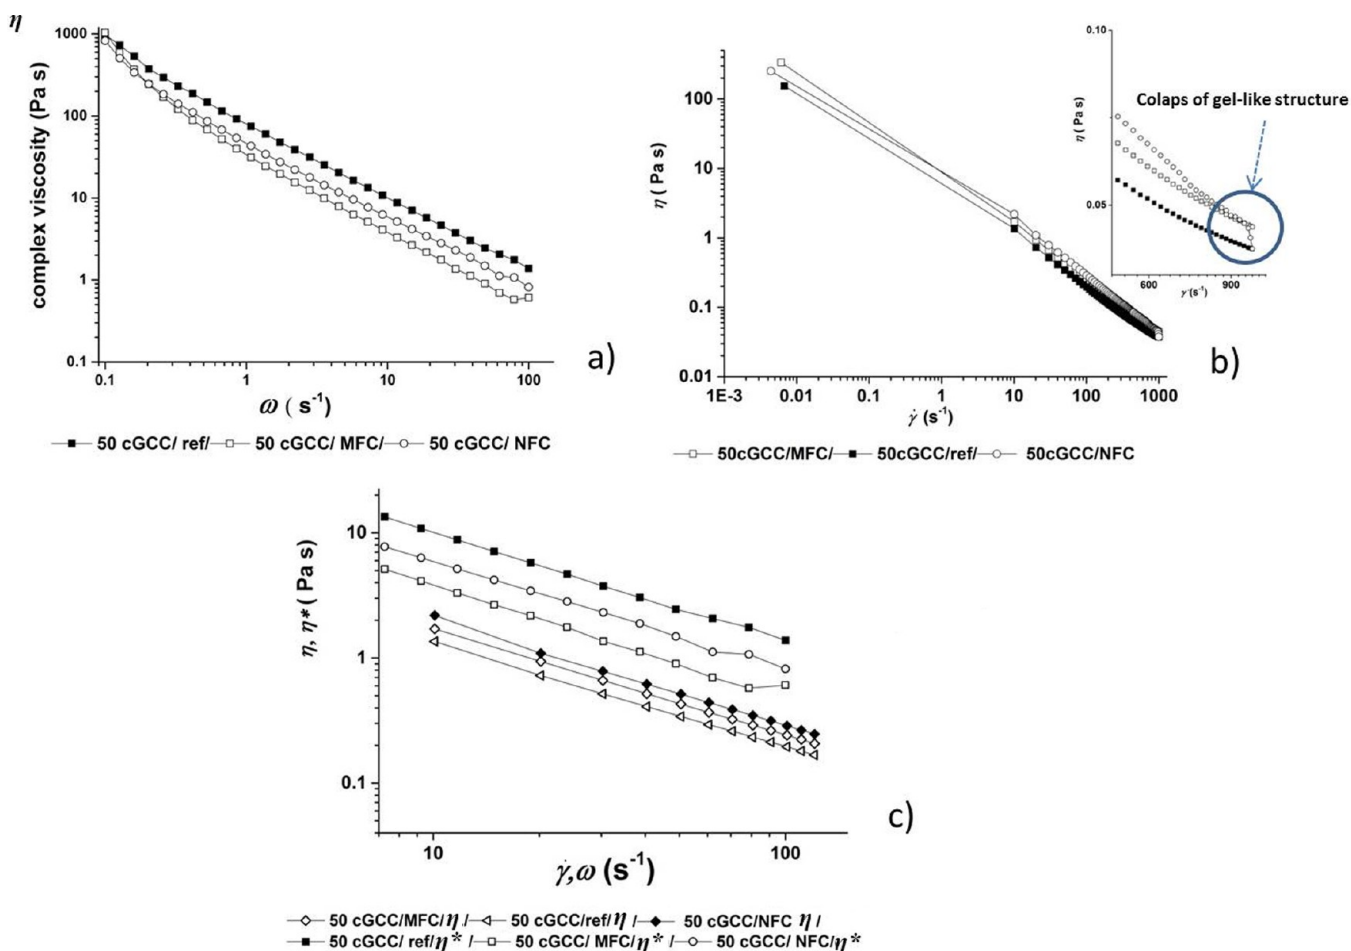 η
complex viscosity (Pa s)
1000
100
10
1
0.1
0.1 1 10 100
ω ( s⁻¹)
a)
50 cGCC/ ref/ 50 cGCC/ MFC/ 50 cGCC/ NFC
η ( Pa s)
100
10
1
0.1
0.01
1E-3 0.01 0.1 1 10 100 1000
γ̇ (s⁻¹)
b)
50cGCC/MFC/ 50cGCC/ref/ 50cGCC/NFC
0.10
0.05
η ( Pa s)
600 900
γ̇ (s⁻¹)
Colaps of gel-like structure
η, η* ( Pa s)
10
1
0.1
10 100
γ̇,ω (s⁻¹)
c)
50 cGCC/MFC/η / 50 cGCC/ref/η / 50 cGCC/NFC η /
50 cGCC/ ref/η* / 50 cGCC/ MFC/η* / 50 cGCC/ NFC/η*